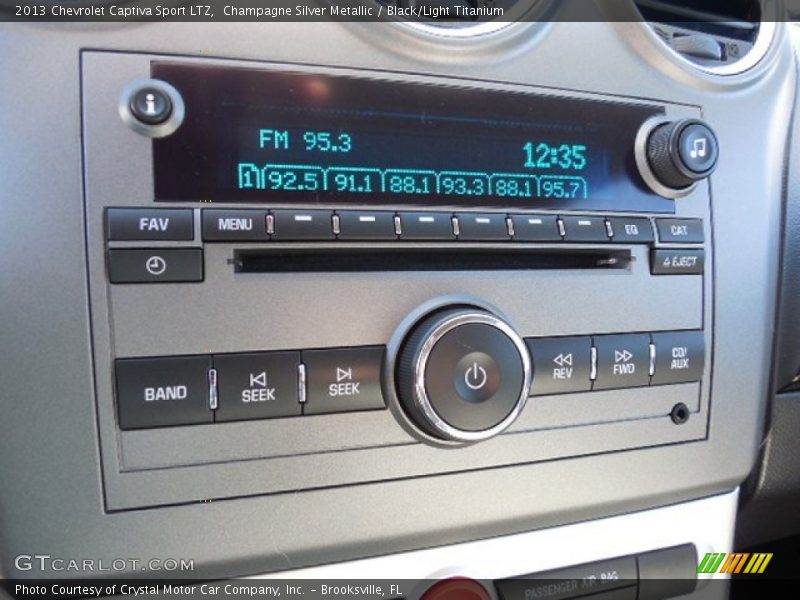 2013 Chevrolet Captiva Sport LTZ, Champagne Silver Metallic / Black/Light Titanium
i
FM 95.3 12:35
1 92.5 91.1 88.1 93.3 88.1 95.7
FAV MENU EQ CAT
EJECT
BAND SEEK SEEK REV FWD CD/AUX
PASSENGER AIR BAG
GTCARLOT.COM
Photo Courtesy of Crystal Motor Car Company, Inc. - Brooksville, FL